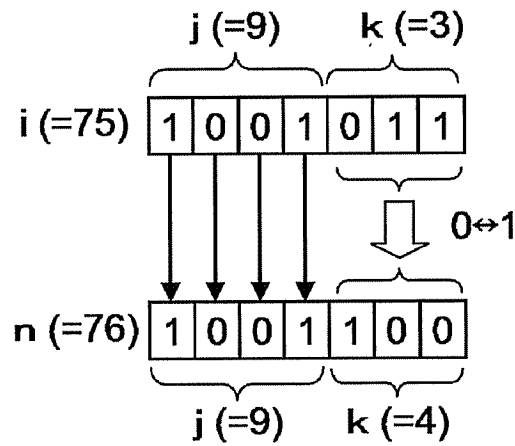 j (=9) k (=3)
i (=75) 1 0 0 1 0 1 1
0↔1
n (=76) 1 0 0 1 1 0 0
j (=9) k (=4)